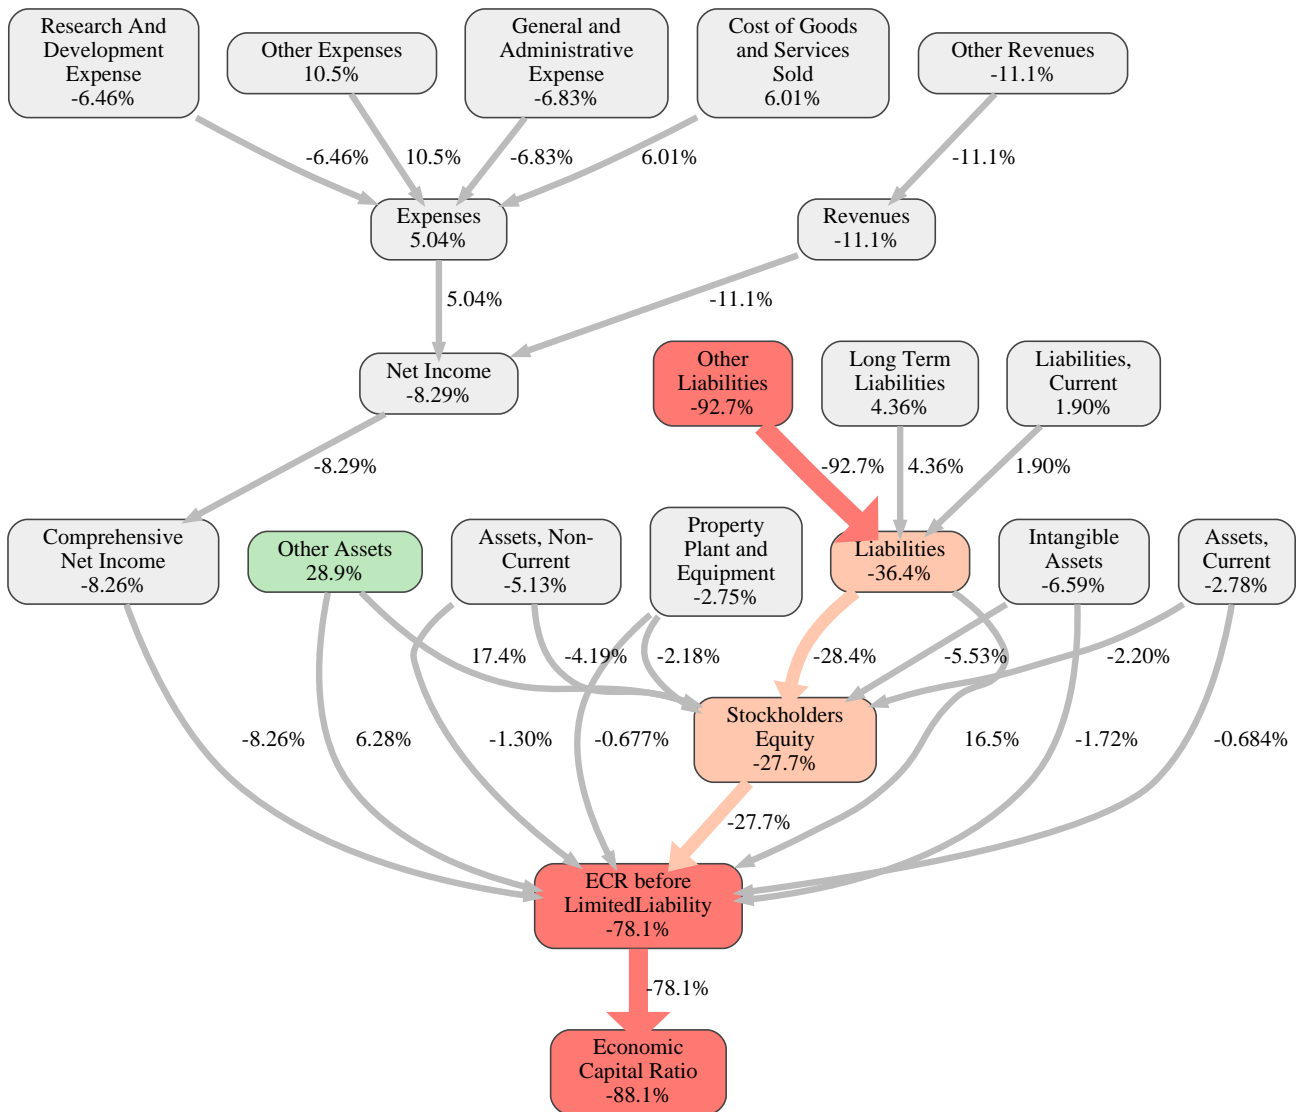 Research And
Development
Expense
-6.46%
Other Expenses
10.5%
General and
Administrative
Expense
-6.83%
Cost of Goods
and Services
Sold
6.01%
Other Revenues
-11.1%
-6.46%
10.5%
-6.83%
6.01%
-11.1%
Expenses
5.04%
Revenues
-11.1%
5.04%
-11.1%
Net Income
-8.29%
Other
Liabilities
-92.7%
Long Term
Liabilities
4.36%
Liabilities,
Current
1.90%
-8.29%
-92.7%
4.36%
1.90%
Comprehensive
Net Income
-8.26%
Other Assets
28.9%
Assets, Non-
Current
-5.13%
Property
Plant and
Equipment
-2.75%
Liabilities
-36.4%
Intangible
Assets
-6.59%
Assets,
Current
-2.78%
17.4%
-4.19%
-2.18%
-28.4%
-5.53%
-2.20%
Stockholders
Equity
-27.7%
-8.26%
6.28%
-1.30%
-0.677%
16.5%
-1.72%
-0.684%
-27.7%
ECR before
LimitedLiability
-78.1%
-78.1%
Economic
Capital Ratio
-88.1%